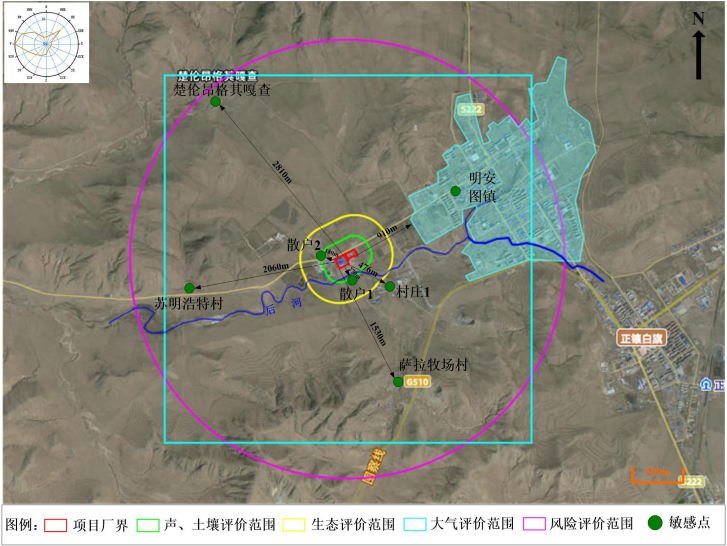 N
楚伦昂格其嘎查
楚伦昂格其嘎查
S222
2810m
明安
图镇
910m
散户2
2060m
476m
苏明浩特村
后 河
散户1
村庄1
1530m
萨拉牧场村
G510
正镶白旗
S222
图例:
项目厂界
声、土壤评价范围
生态评价范围
大气评价范围
风险评价范围
敏感点